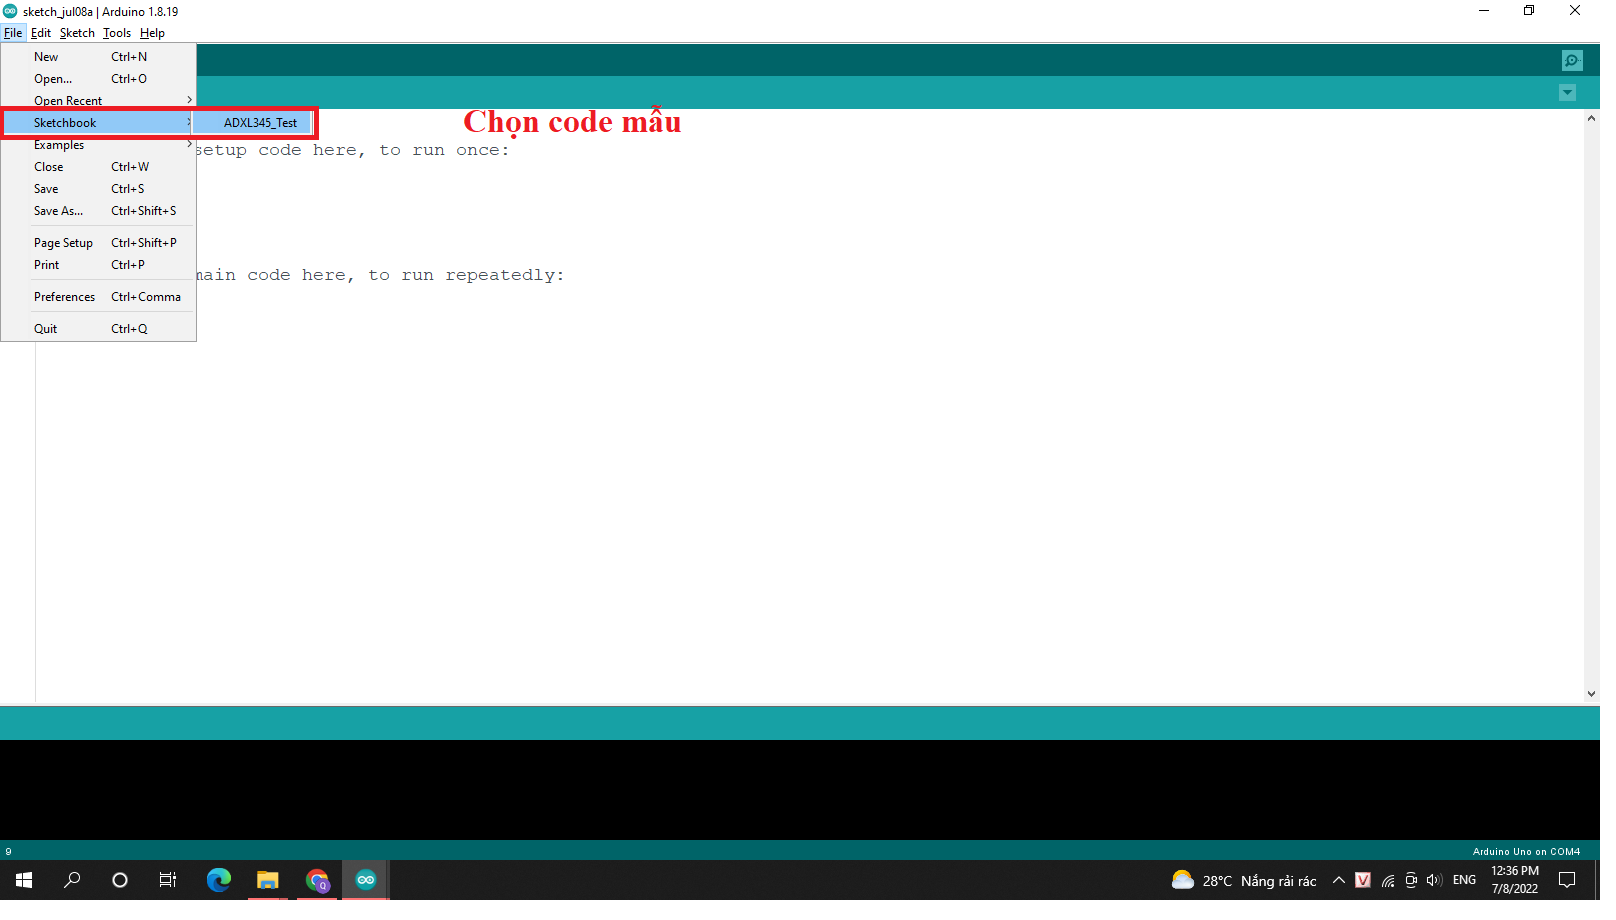 sketch_jul08a | Arduino 1.8.19
File Edit Sketch Tools Help
New Ctrl+N
Open... Ctrl+O
Open Recent
Sketchbook ADXL345_Test
Chọn code mẫu
Examples
setup code here, to run once:
Close Ctrl+W
Save Ctrl+S
Save As... Ctrl+Shift+S
Page Setup Ctrl+Shift+P
Print Ctrl+P
main code here, to run repeatedly:
Preferences Ctrl+Comma
Quit Ctrl+Q
9
Arduino Uno on COM4
28°C Nắng rải rác
V
ENG
12:36 PM
7/8/2022